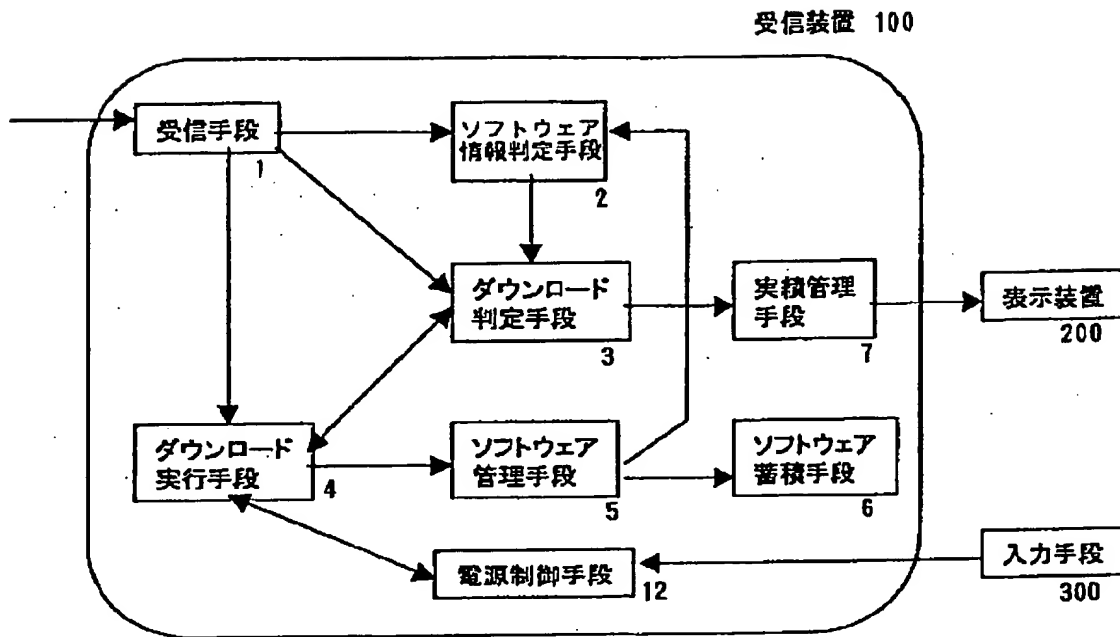 受信装置 100
受信手段
1
ソフトウェア
情報判定手段
2
ダウンロード
判定手段
3
実積管理
手段
7
表示装置
200
ダウンロード
実行手段
4
ソフトウェア
管理手段
5
ソフトウェア
蓄積手段
6
電源制御手段
12
入力手段
300